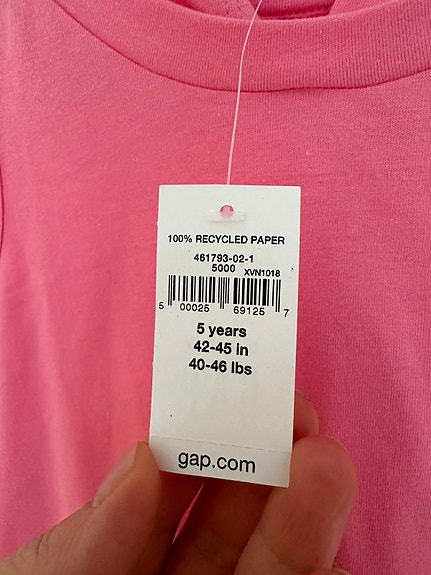 100% RECYCLED PAPER
461793-02-1
5000 XVN1018
5 00025 69125 7
5 years
42-45 in
40-46 lbs
gap.com